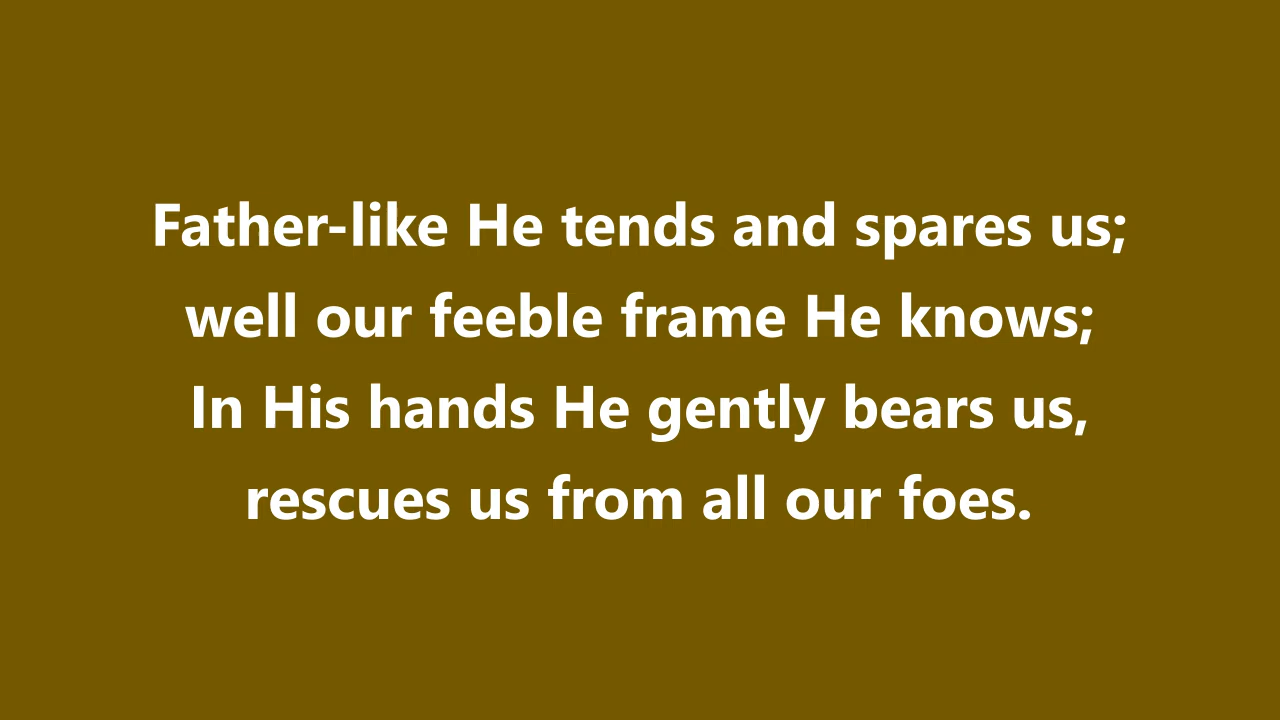 Father-like He tends and spares us;
well our feeble frame He knows;
In His hands He gently bears us,
rescues us from all our foes.